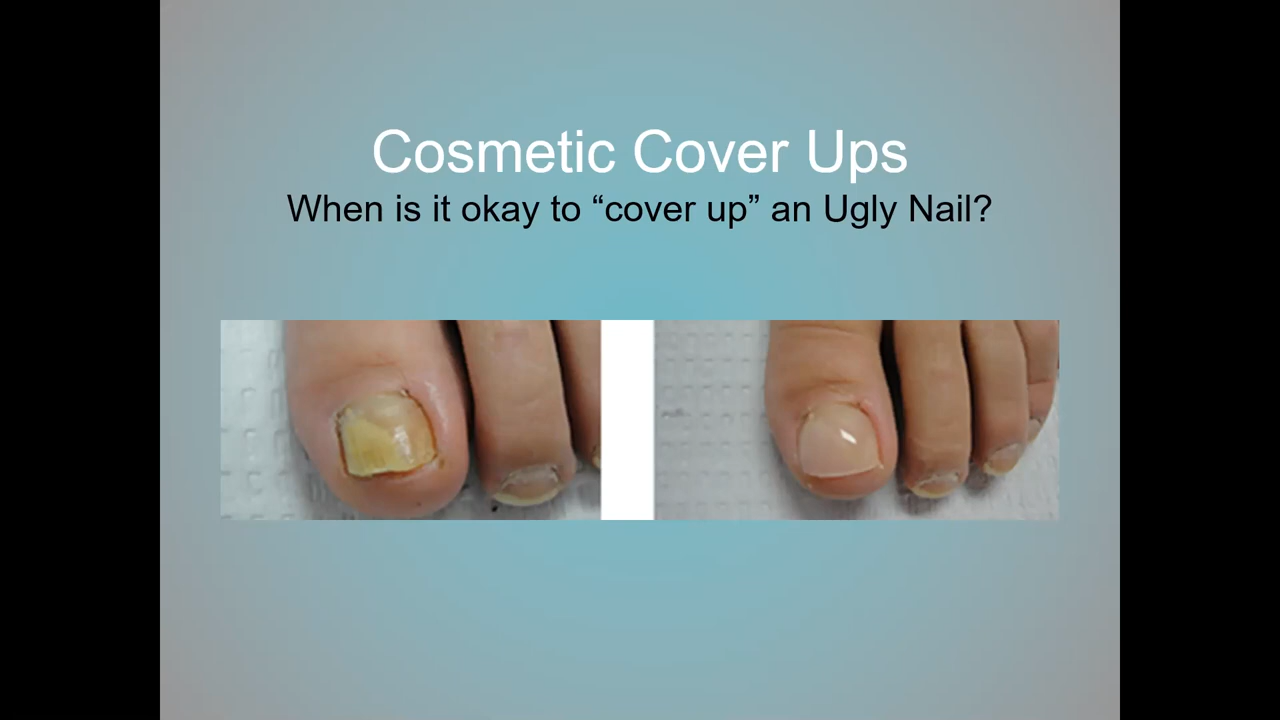 Cosmetic Cover Ups
When is it okay to “cover up” an Ugly Nail?